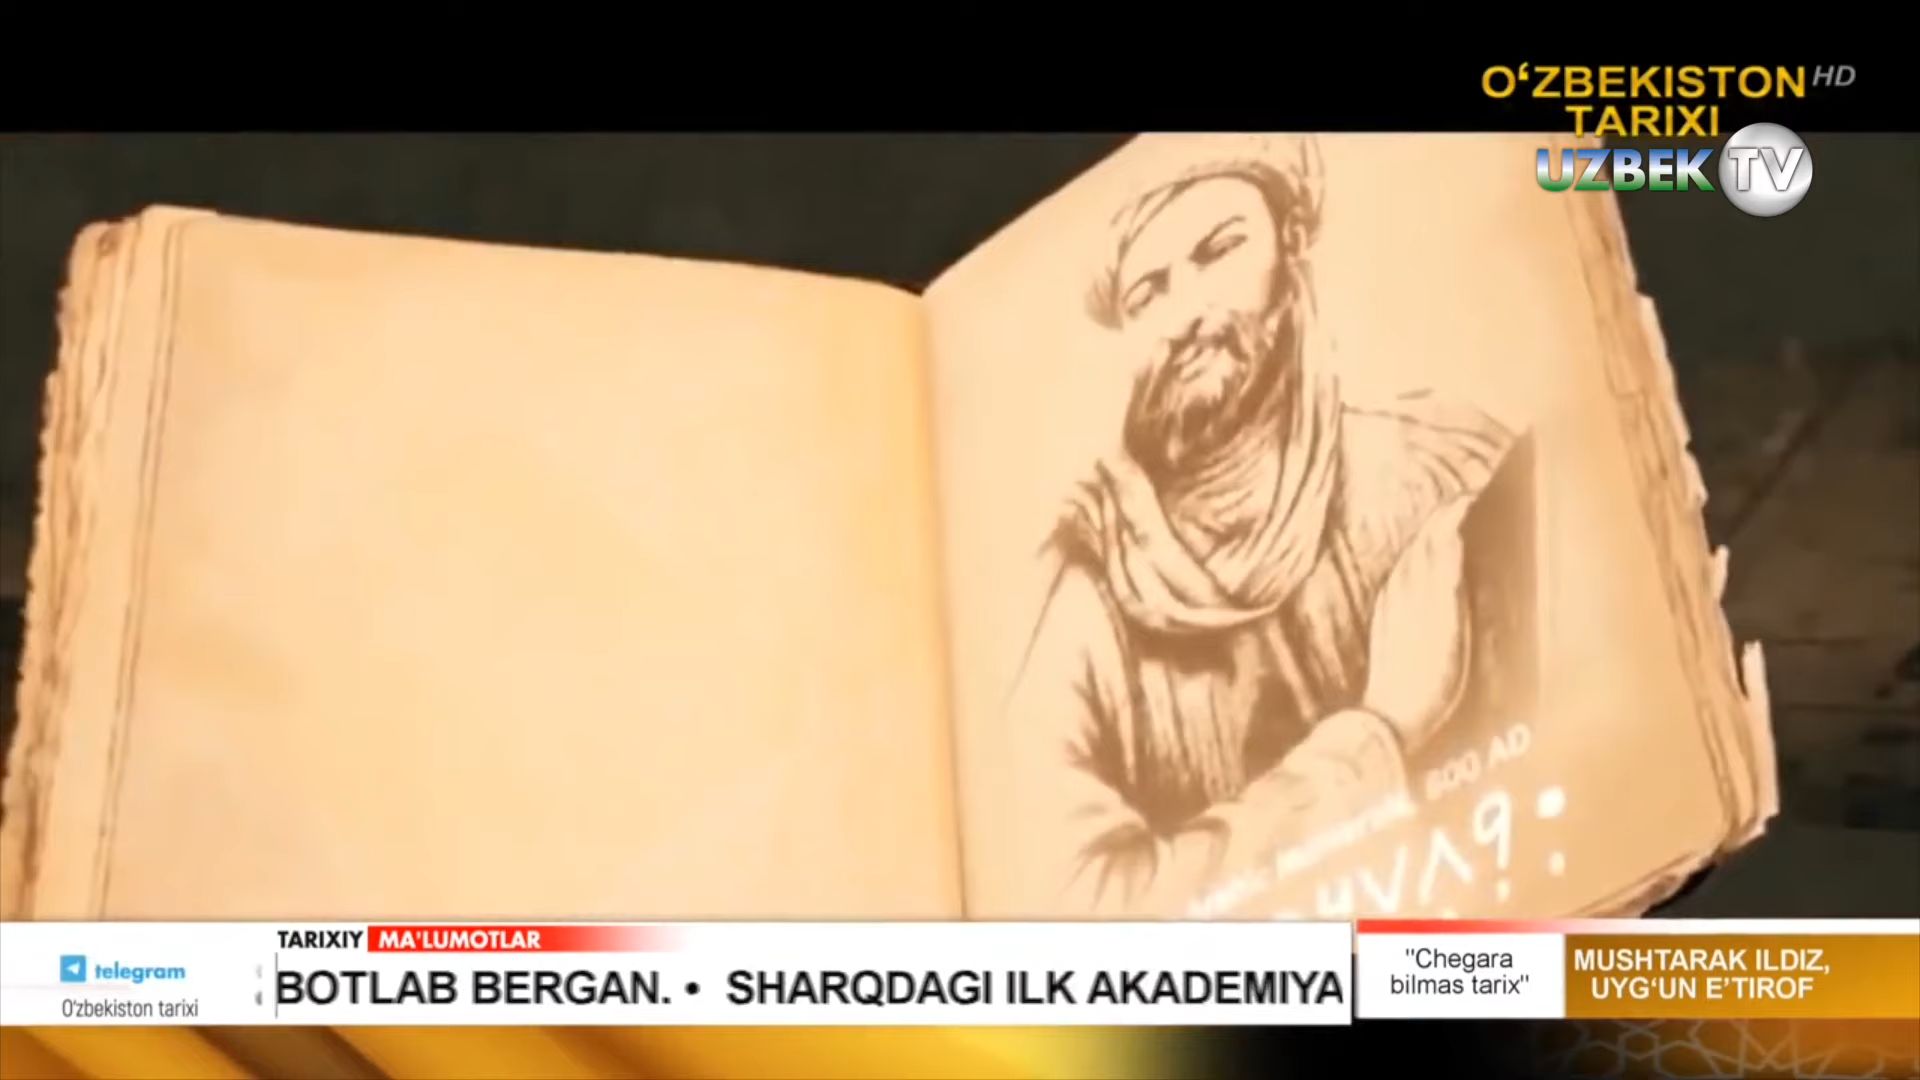 O‘ZBEKISTON HD
TARIXI
UZBEK TV
500 AD
TARIXIY MA'LUMOTLAR
BOTLAB BERGAN. • SHARQDAGI ILK AKADEMIYA
telegram
O'zbekiston tarixi
"Chegara
bilmas tarix"
MUSHTARAK ILDIZ,
UYG‘UN E’TIROF